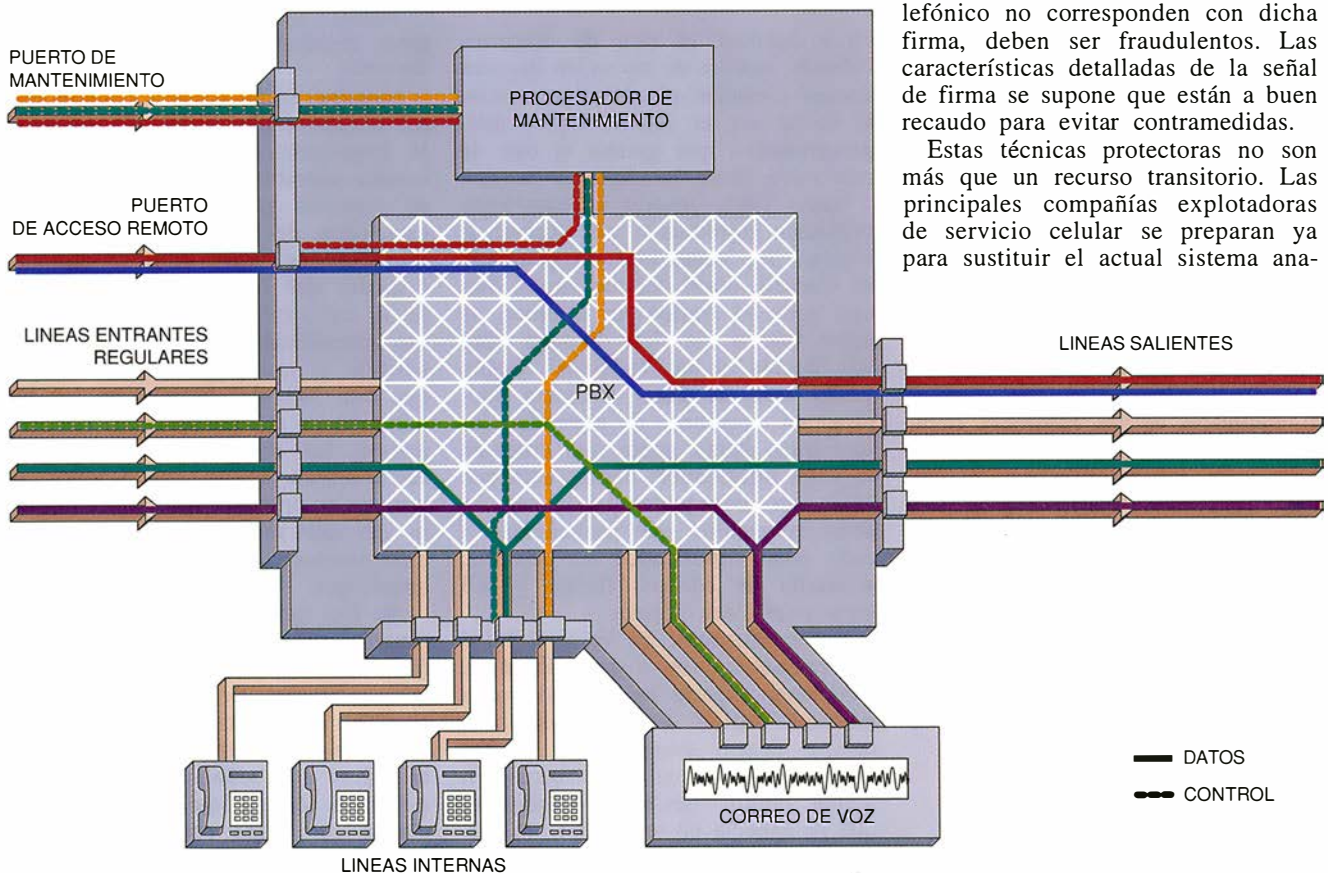 lefónico no corresponden con dicha
firma, deben ser fraudulentos. Las
características detalladas de la señal
de firma se supone que están a buen
recaudo para evitar contramedidas.
Estas técnicas protectoras no son
más que un recurso transitorio. Las
principales compañías explotadoras
de servicio celular se preparan ya
para sustituir el actual sistema ana-
PUERTO DE
MANTENIMIENTO
PROCESADOR DE
MANTENIMIENTO
PUERTO
DE ACCESO REMOTO
LINEAS ENTRANTES
REGULARES
LINEAS SALIENTES
PBX
DATOS
CONTROL
CORREO DE VOZ
LINEAS INTERNAS